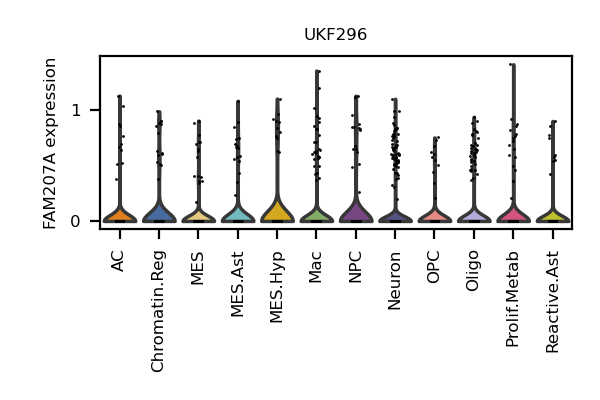 UKF296
FAM207A expression
1
0
AC
Chromatin.Reg
MES
MES.Ast
MES.Hyp
Mac
NPC
Neuron
OPC
Oligo
Prolif.Metab
Reactive.Ast